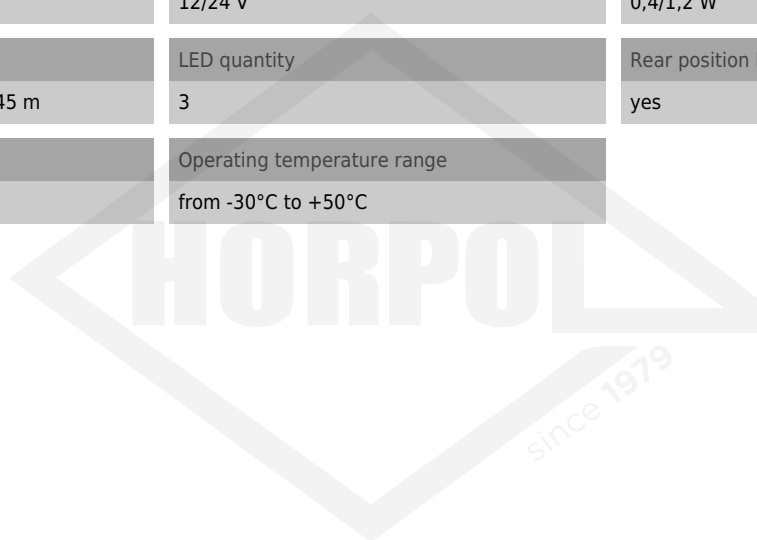 12/24 V
0,4/1,2 W
LED quantity
Rear position
45 m
3
yes
Operating temperature range
from -30°C to +50°C
HORPOL
since 1979